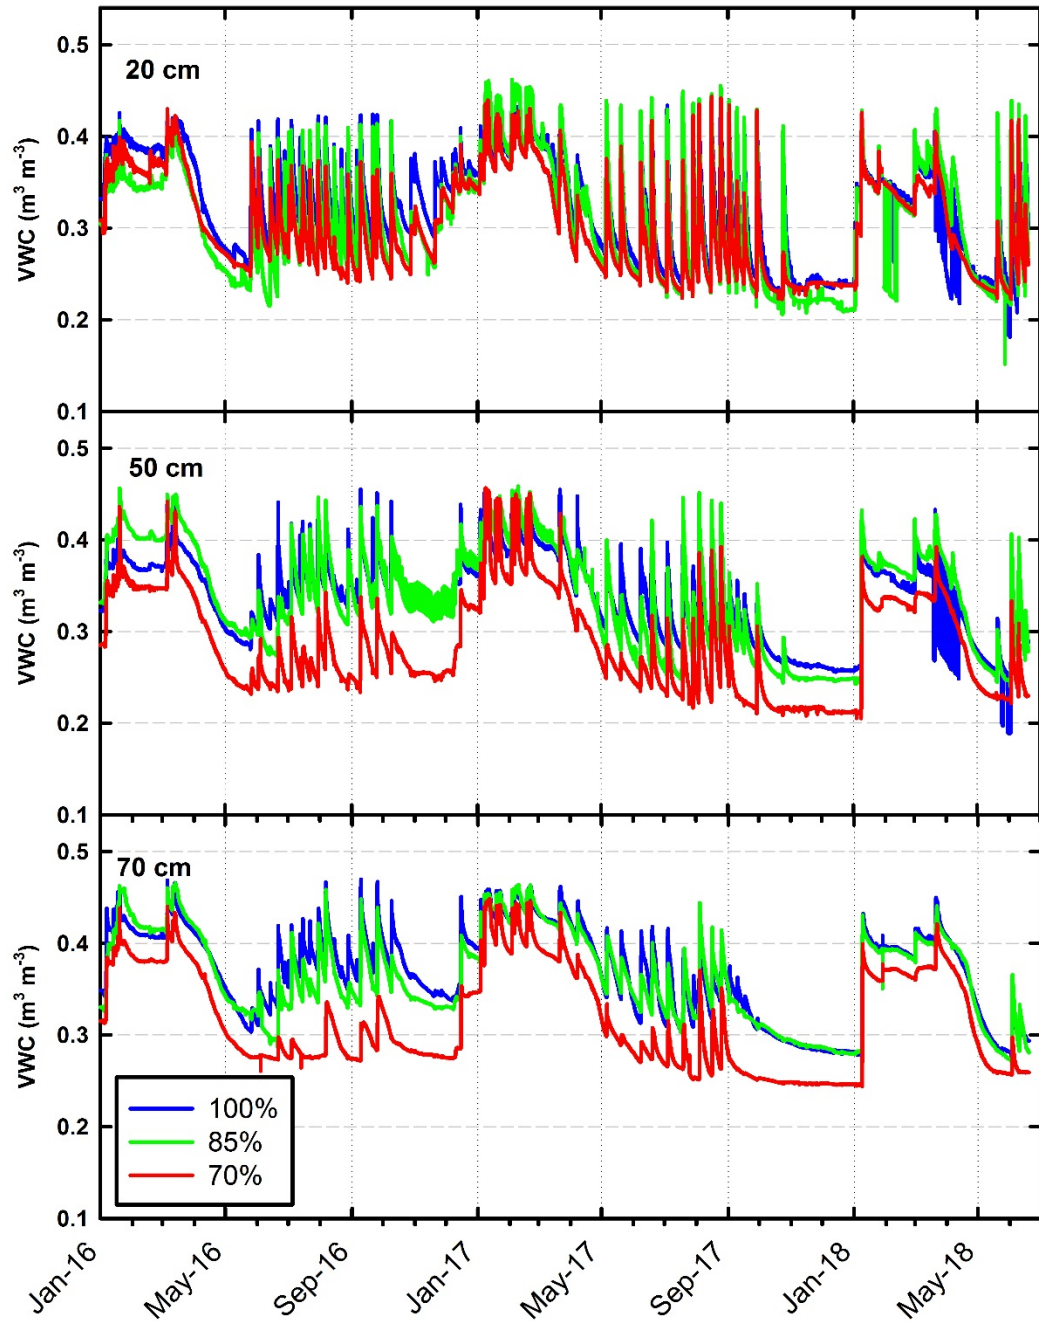 0.5
20 cm
0.4
VWC (m³ m⁻³)
0.3
0.2
0.1
0.5
50 cm
0.4
VWC (m³ m⁻³)
0.3
0.2
0.1
0.5
70 cm
0.4
VWC (m³ m⁻³)
0.3
100%
0.2
85%
70%
0.1
Jan-16
May-16
Sep-16
Jan-17
May-17
Sep-17
Jan-18
May-18